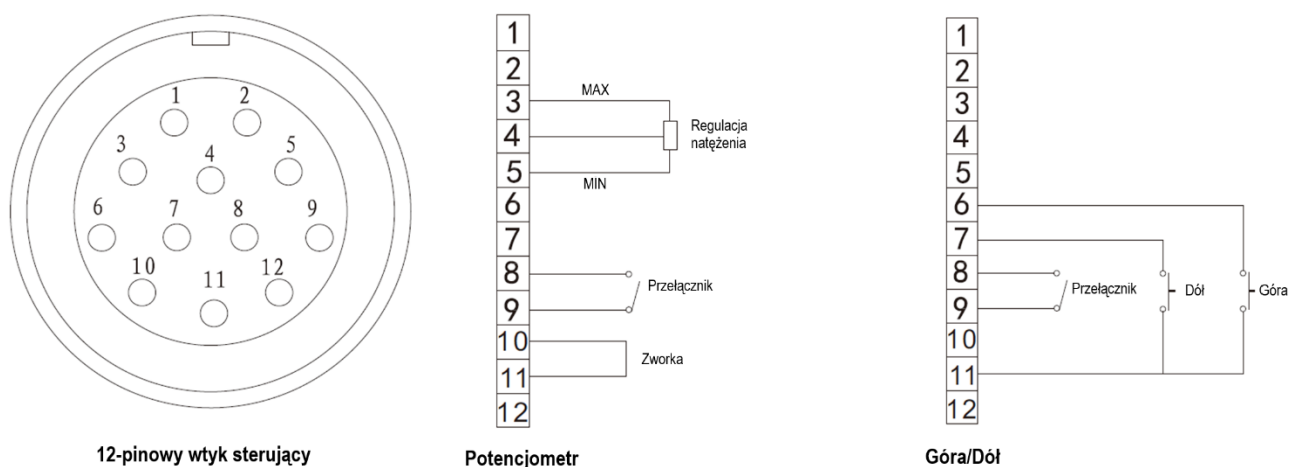 1 2
3 4 5
6 7 8 9
10 11 12
12-pinowy wtyk sterujący
1
2
3
4
5
6
7
8
9
10
11
12
MAX
Regulacja
natężenia
MIN
Przełącznik
Zworka
Potencjometr
1
2
3
4
5
6
7
8
9
10
11
12
Przełącznik
Dół
Góra
Góra/Dół